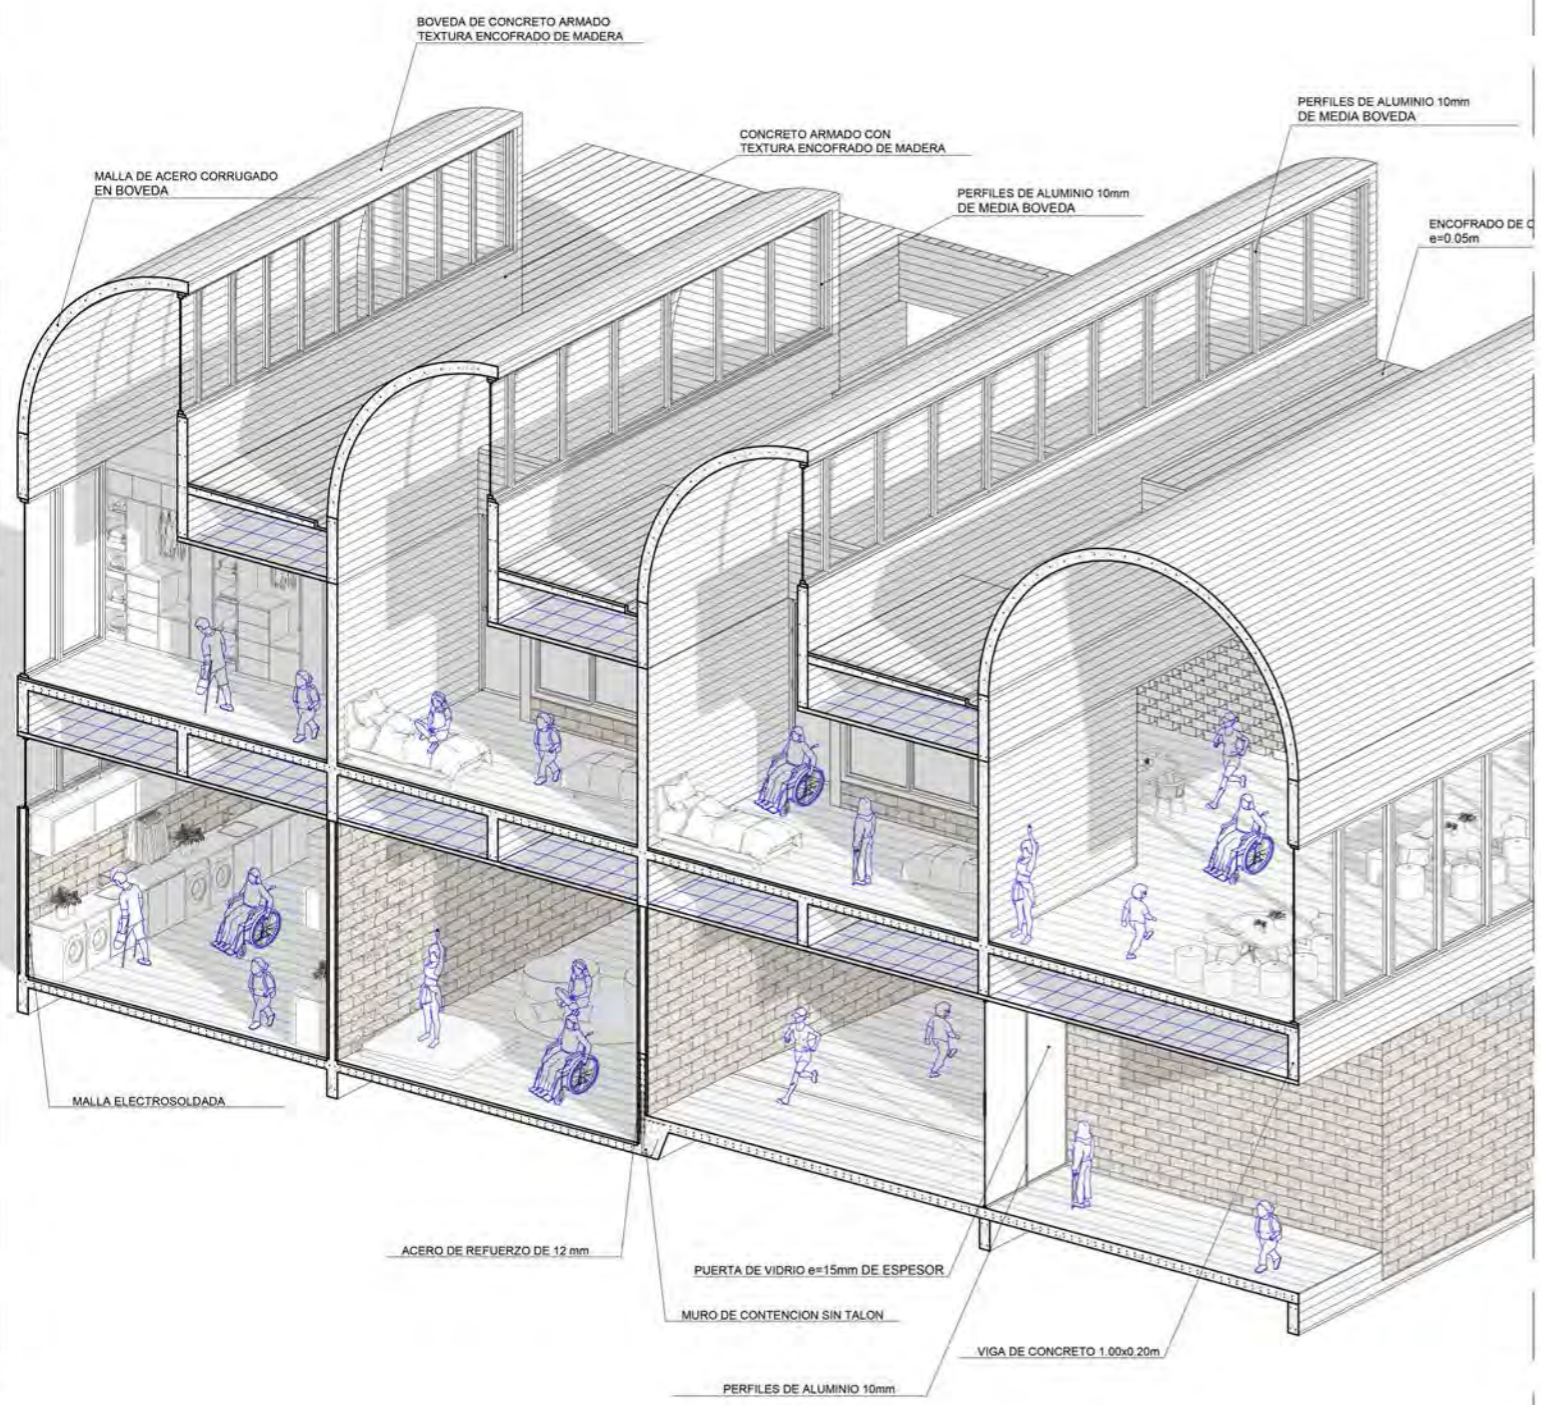 BOVEDA DE CONCRETO ARMADO
TEXTURA ENCOFRADO DE MADERA
PERFILES DE ALUMINIO 10mm
DE MEDIA BOVEDA
CONCRETO ARMADO CON
TEXTURA ENCOFRADO DE MADERA
MALLA DE ACERO CORRUGADO
EN BOVEDA
PERFILES DE ALUMINIO 10mm
DE MEDIA BOVEDA
ENCOFRADO DE
e=0.05m
MALLA ELECTROSOLDADA
ACERO DE REFUERZO DE 12 mm
PUERTA DE VIDRIO e=15mm DE ESPESOR
MURO DE CONTENCION SIN TALON
VIGA DE CONCRETO 1.00x0.20m
PERFILES DE ALUMINIO 10mm